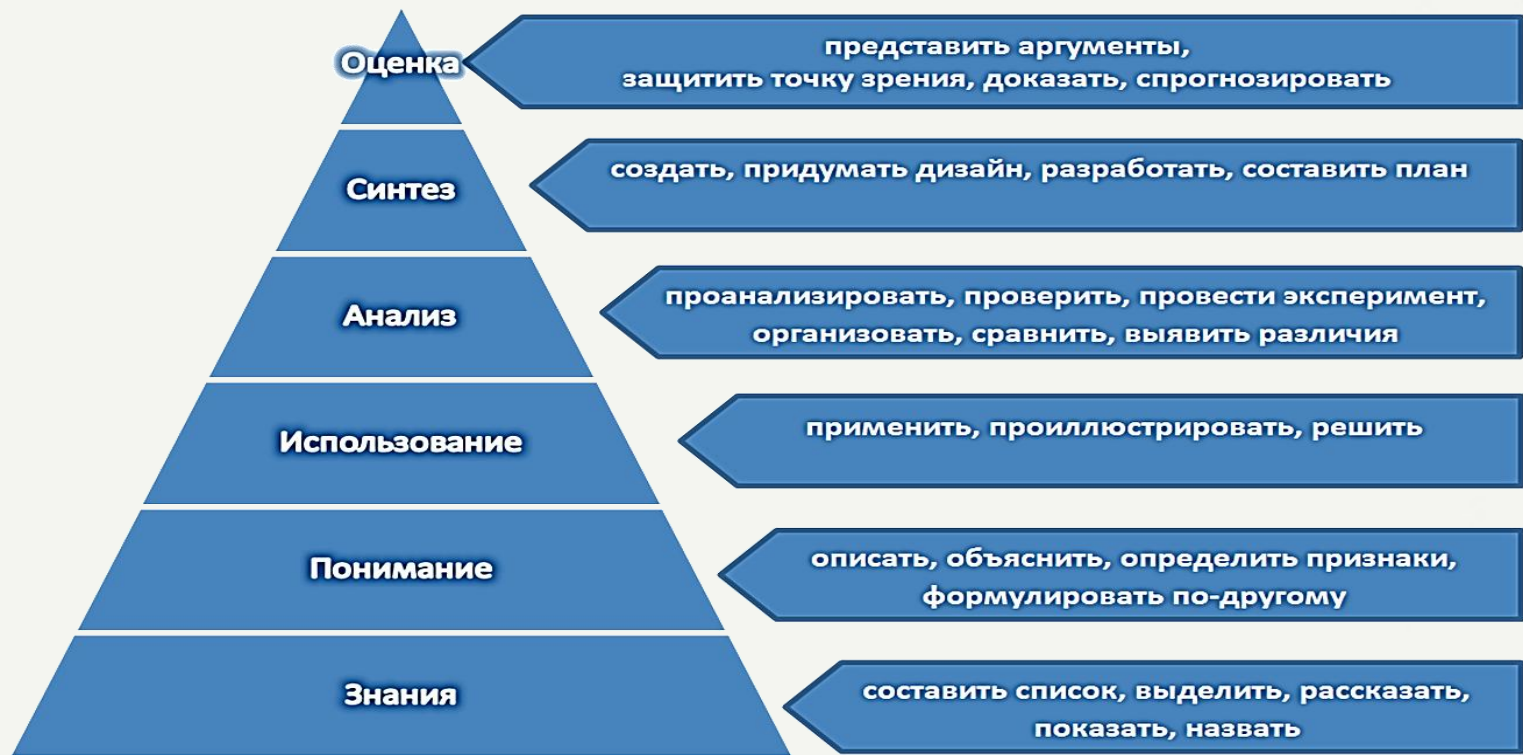 Оценка
представить аргументы,
защитить точку зрения, доказать, спрогнозировать
Синтез
создать, придумать дизайн, разработать, составить план
Анализ
проанализировать, проверить, провести эксперимент,
организовать, сравнить, выявить различия
Использование
применить, проиллюстрировать, решить
Понимание
описать, объяснить, определить признаки,
формулировать по-другому
Знания
составить список, выделить, рассказать,
показать, назвать